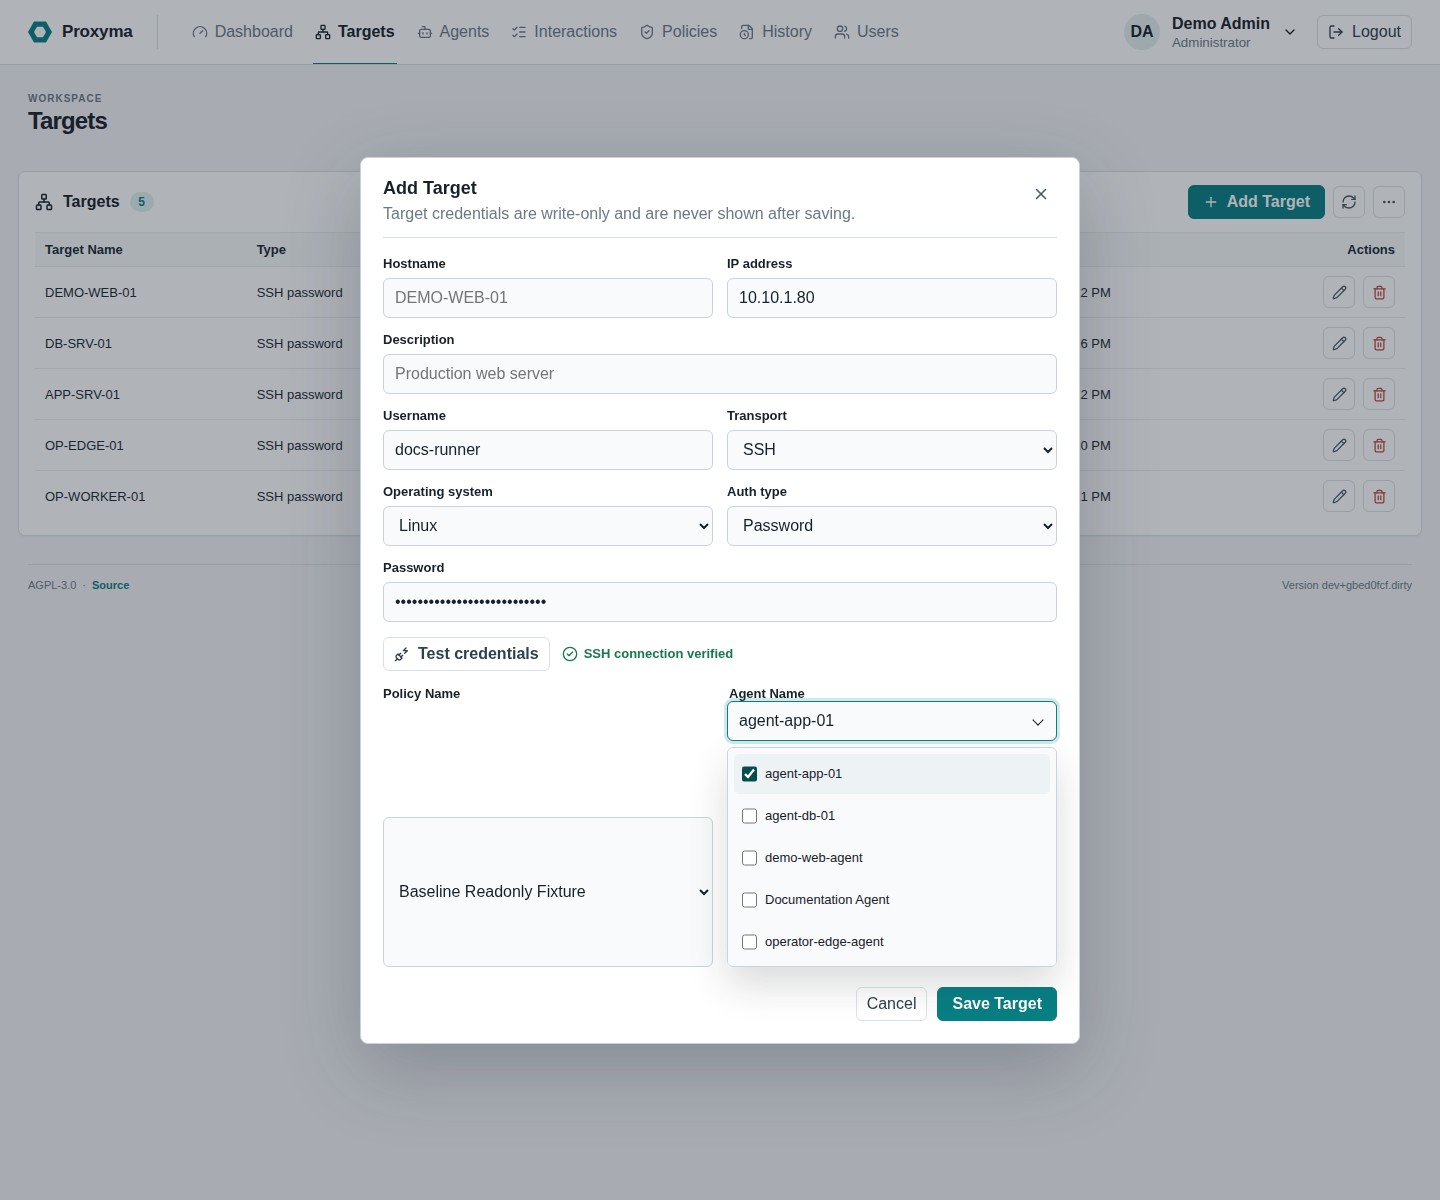 Proxyma
Dashboard
Targets
Agents
Interactions
Policies
History
Users
DA
Demo Admin
Administrator
Logout
WORKSPACE
Targets
Targets 5
Add Target
Target Name Type Actions
DEMO-WEB-01 SSH password 2 PM
DB-SRV-01 SSH password 6 PM
APP-SRV-01 SSH password 2 PM
OP-EDGE-01 SSH password 0 PM
OP-WORKER-01 SSH password 1 PM
AGPL-3.0 · Source
Version dev+gbed0fcf.dirty
Add Target
Target credentials are write-only and are never shown after saving.
Hostname
DEMO-WEB-01
IP address
10.10.1.80
Description
Production web server
Username
docs-runner
Transport
SSH
Operating system
Linux
Auth type
Password
Password
•••••••••••••••••••••••••••
Test credentials
SSH connection verified
Policy Name
Baseline Readonly Fixture
Agent Name
agent-app-01
agent-app-01
agent-db-01
demo-web-agent
Documentation Agent
operator-edge-agent
Cancel
Save Target